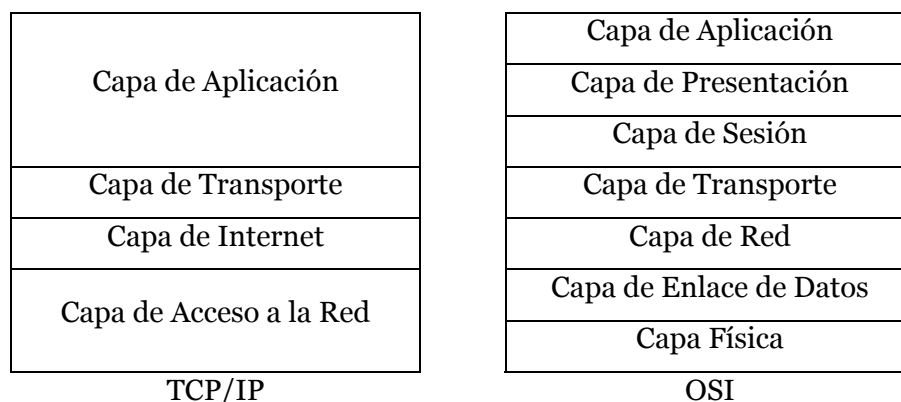 Capa de Aplicación
Capa de Transporte
Capa de Internet
Capa de Acceso a la Red
TCP/IP
Capa de Aplicación
Capa de Presentación
Capa de Sesión
Capa de Transporte
Capa de Red
Capa de Enlace de Datos
Capa Física
OSI